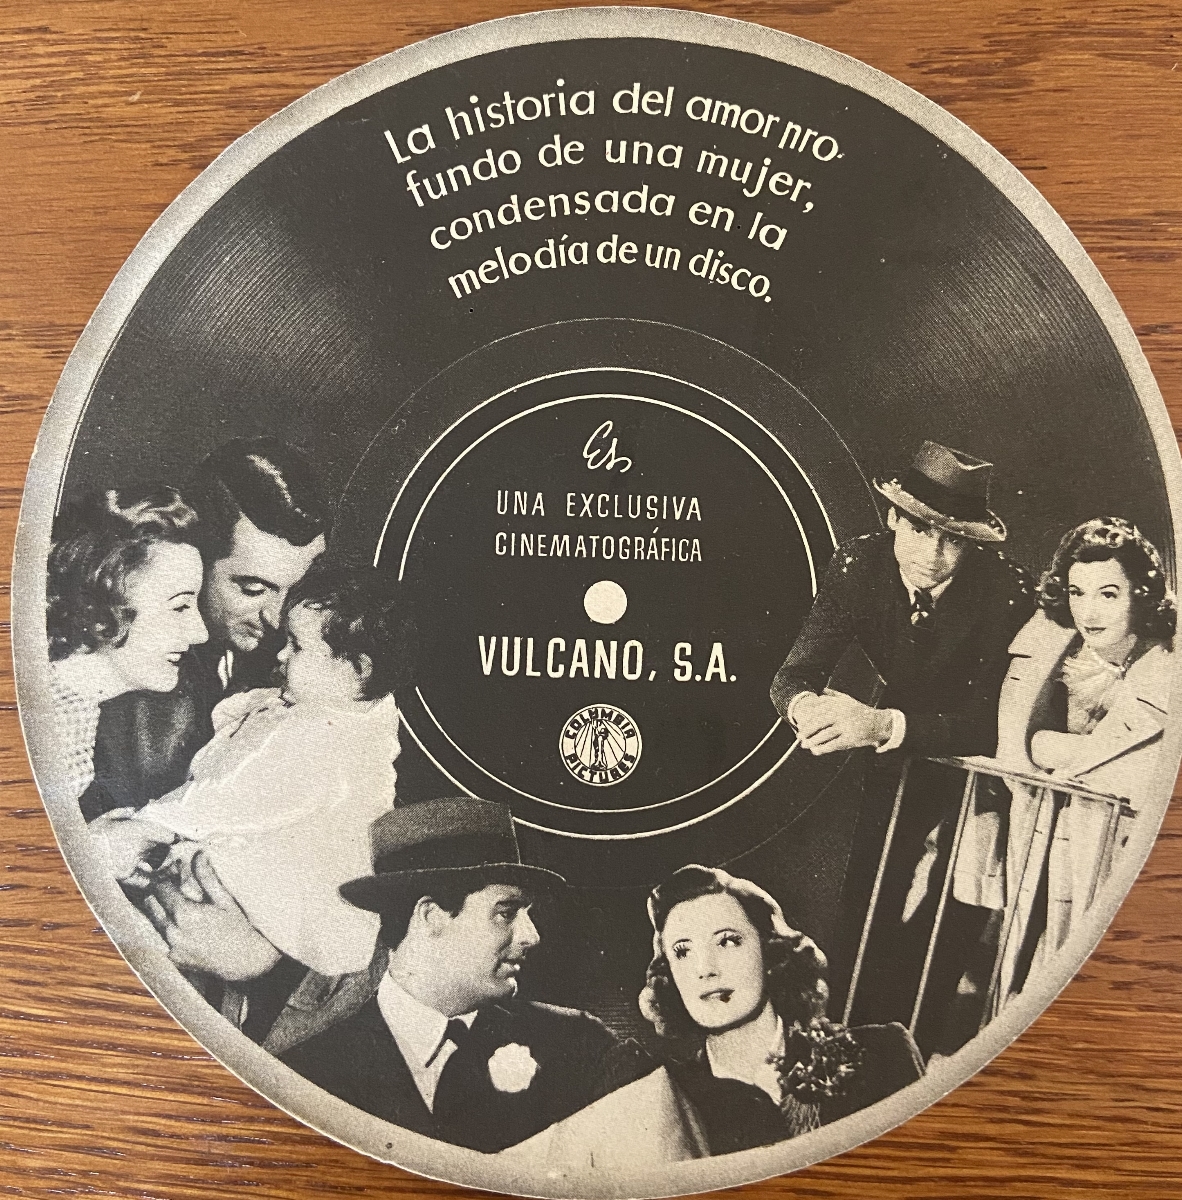 La historia del amor pro-
fundo de una mujer,
condensada en la
melodía de un disco.
Es
UNA EXCLUSIVA
CINEMATOGRÁFICA
VULCANO, S.A.
COLUMBIA
PICTURES